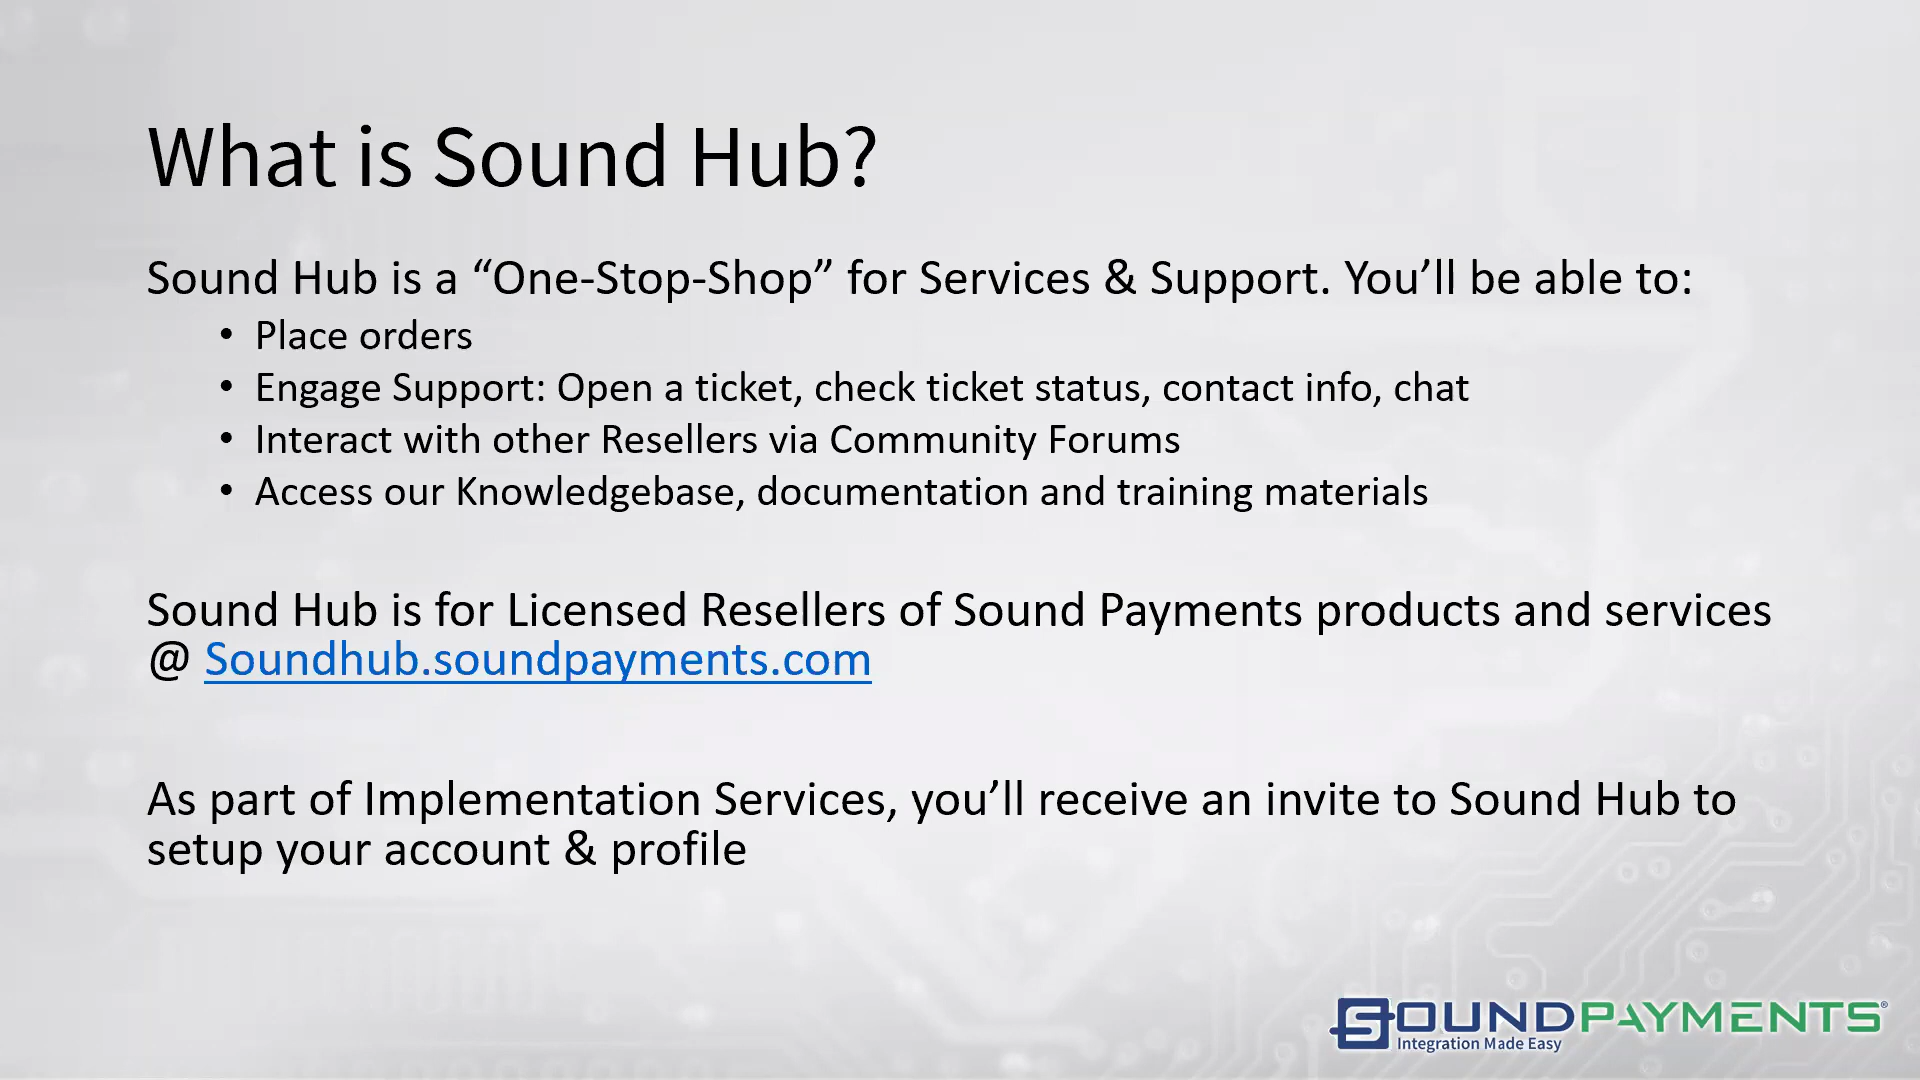 What is Sound Hub?
Sound Hub is a “One-Stop-Shop” for Services & Support. You’ll be able to:
• Place orders
• Engage Support: Open a ticket, check ticket status, contact info, chat
• Interact with other Resellers via Community Forums
• Access our Knowledgebase, documentation and training materials
Sound Hub is for Licensed Resellers of Sound Payments products and services
@ Soundhub.soundpayments.com
As part of Implementation Services, you’ll receive an invite to Sound Hub to
setup your account & profile
SOUNDPAYMENTS®
Integration Made Easy